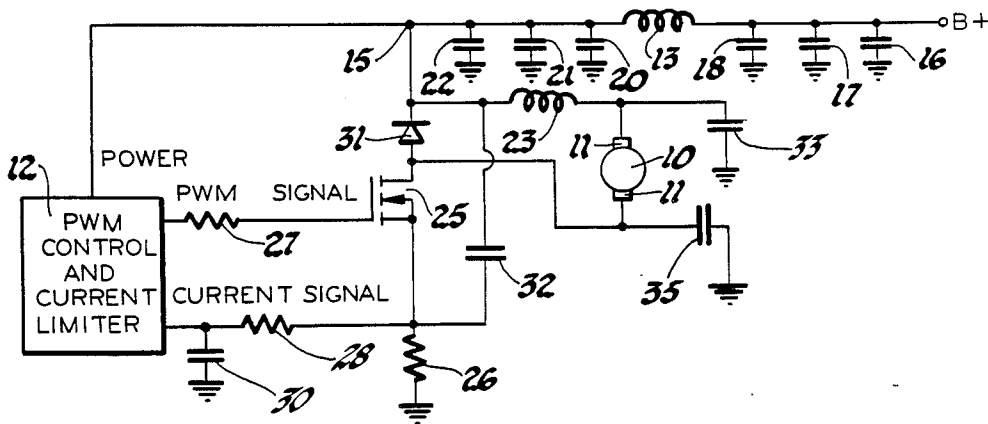 B+
15
22
21
20
13
18
17
16
31
23
11
10
33
12
POWER
11
PWM SIGNAL
25
PWM
CONTROL
AND
CURRENT
LIMITER
27
32
35
CURRENT SIGNAL
30
28
26